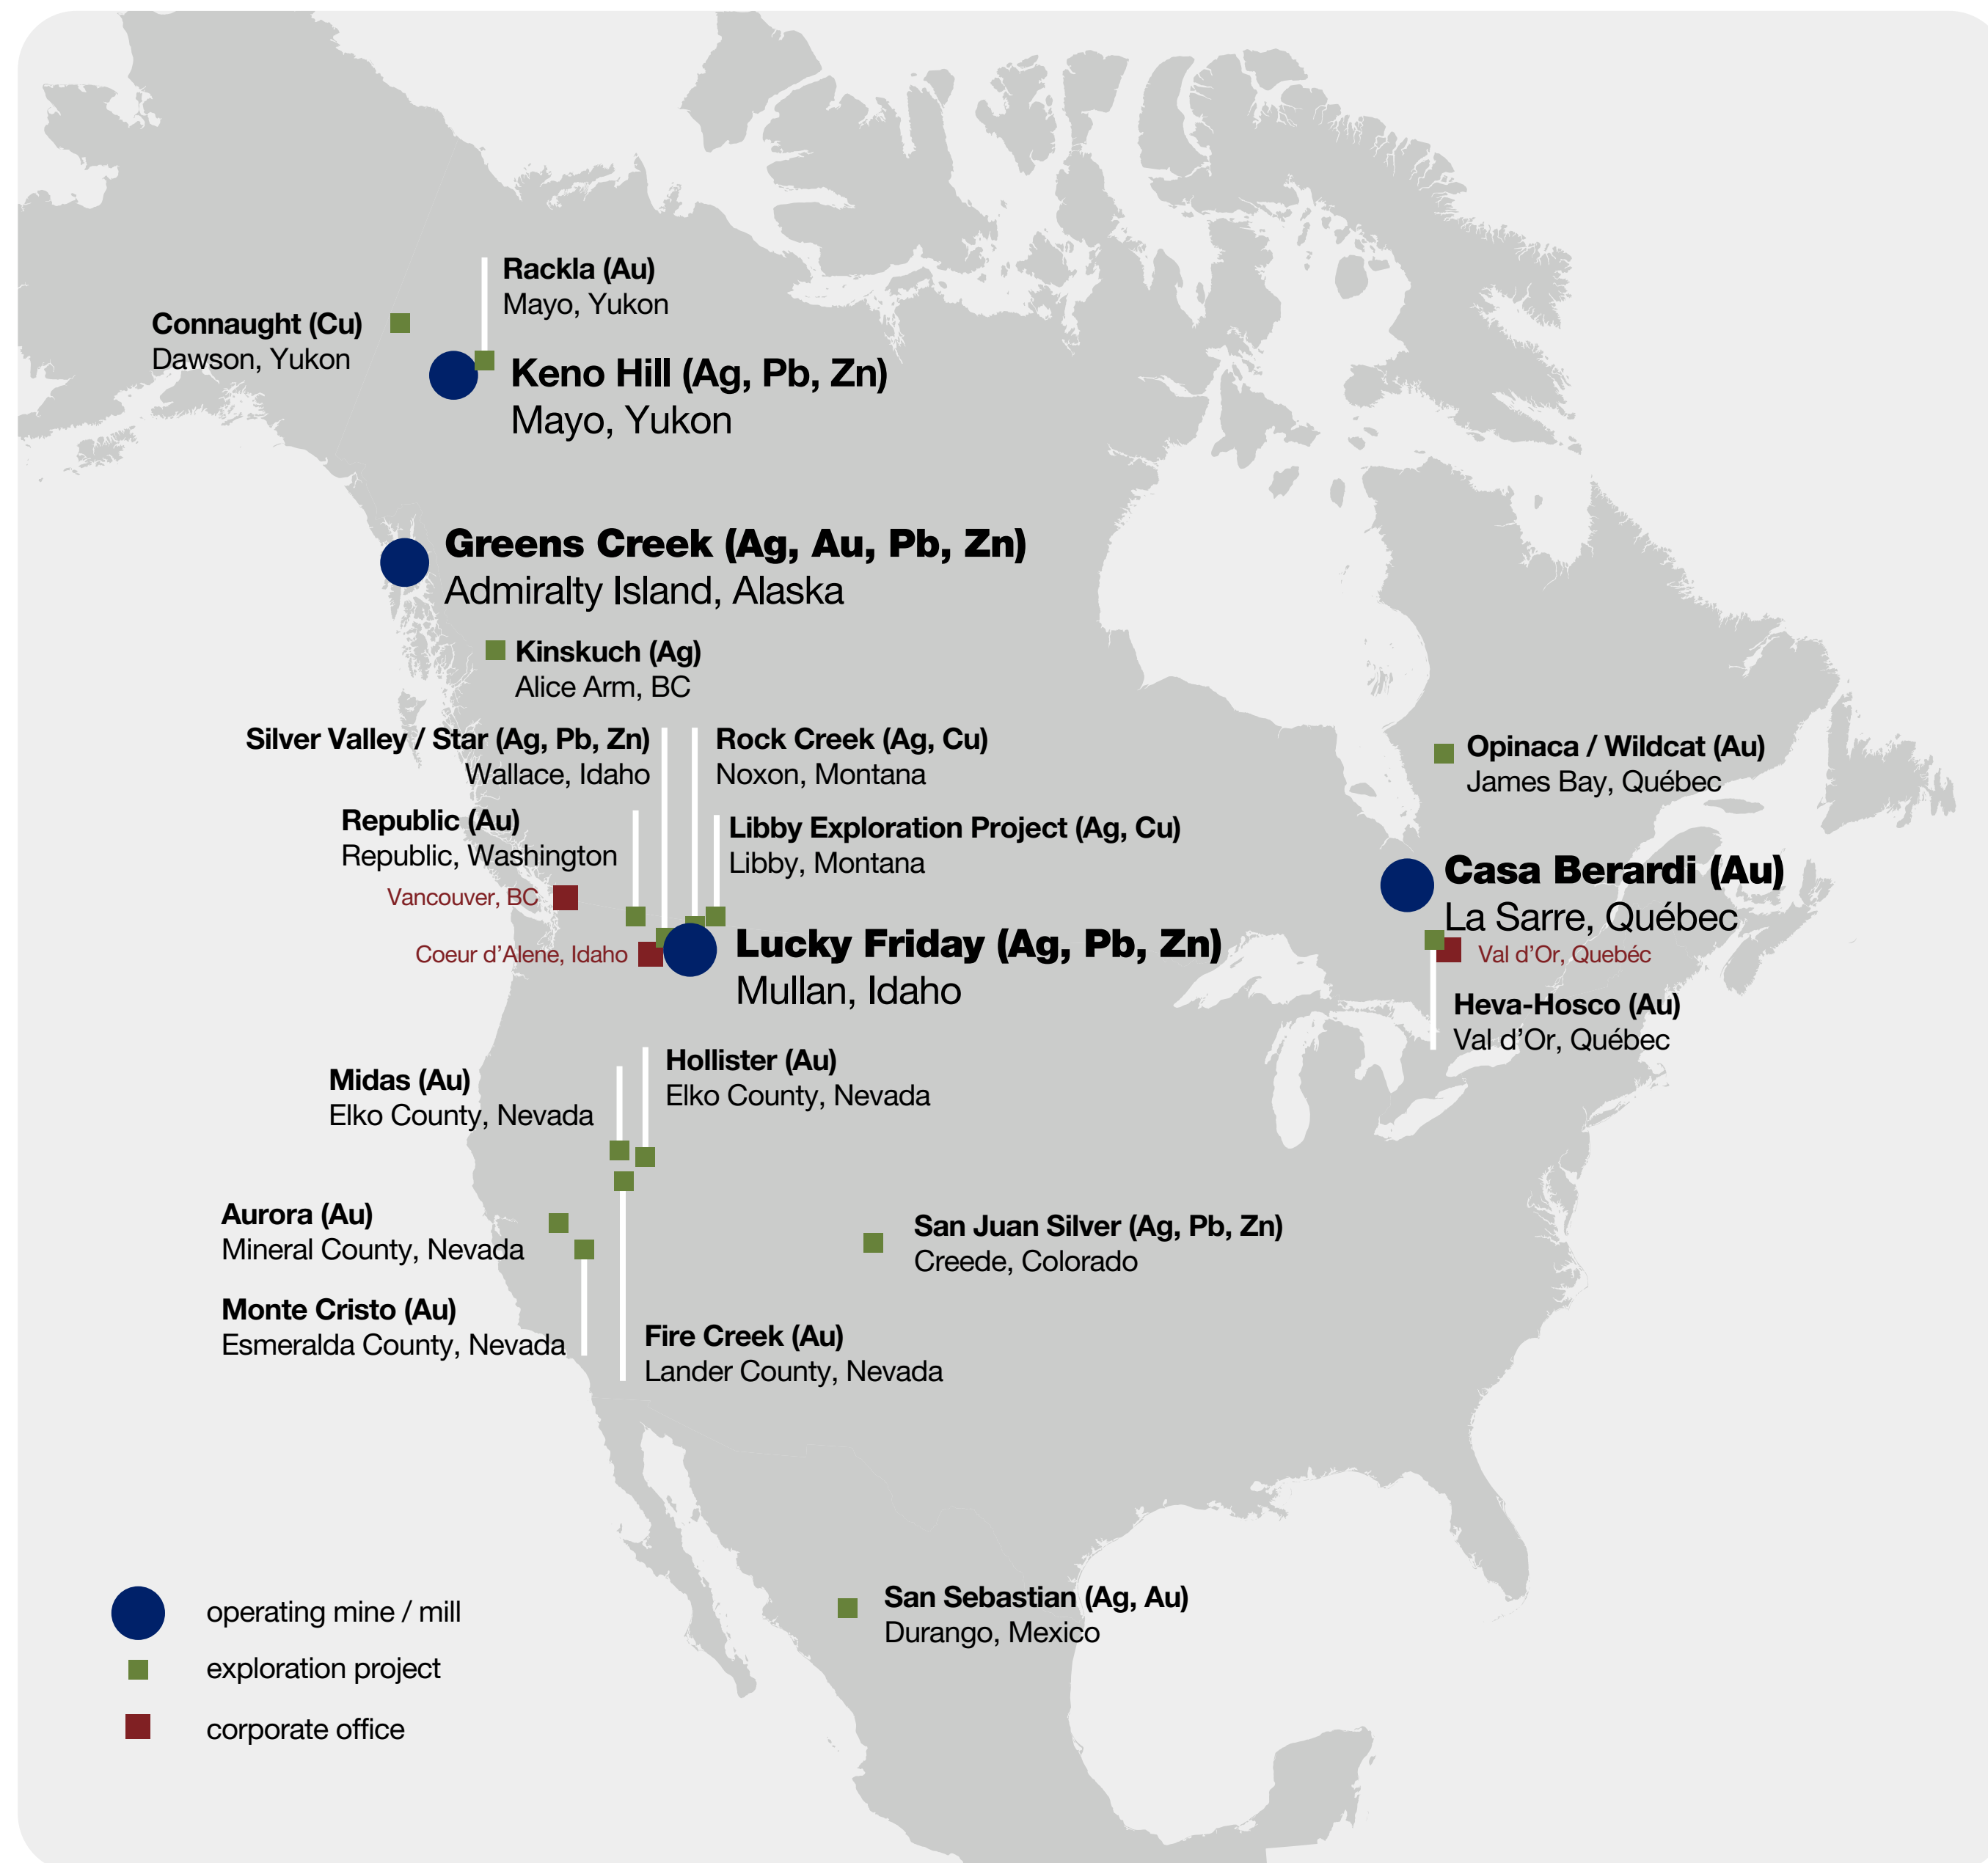 Rackla (Au)
Mayo, Yukon
Connaught (Cu)
Dawson, Yukon
Keno Hill (Ag, Pb, Zn)
Mayo, Yukon
Greens Creek (Ag, Au, Pb, Zn)
Admiralty Island, Alaska
Kinskuch (Ag)
Alice Arm, BC
Silver Valley / Star (Ag, Pb, Zn)
Wallace, Idaho
Rock Creek (Ag, Cu)
Noxon, Montana
Opinaca / Wildcat (Au)
James Bay, Québec
Republic (Au)
Republic, Washington
Libby Exploration Project (Ag, Cu)
Libby, Montana
Vancouver, BC
Casa Berardi (Au)
La Sarre, Québec
Coeur d'Alene, Idaho
Lucky Friday (Ag, Pb, Zn)
Mullan, Idaho
Val d'Or, Quebéc
Heva-Hosco (Au)
Val d'Or, Québec
Hollister (Au)
Elko County, Nevada
Midas (Au)
Elko County, Nevada
Aurora (Au)
Mineral County, Nevada
San Juan Silver (Ag, Pb, Zn)
Creede, Colorado
Monte Cristo (Au)
Esmeralda County, Nevada
Fire Creek (Au)
Lander County, Nevada
San Sebastian (Ag, Au)
Durango, Mexico
operating mine / mill
exploration project
corporate office